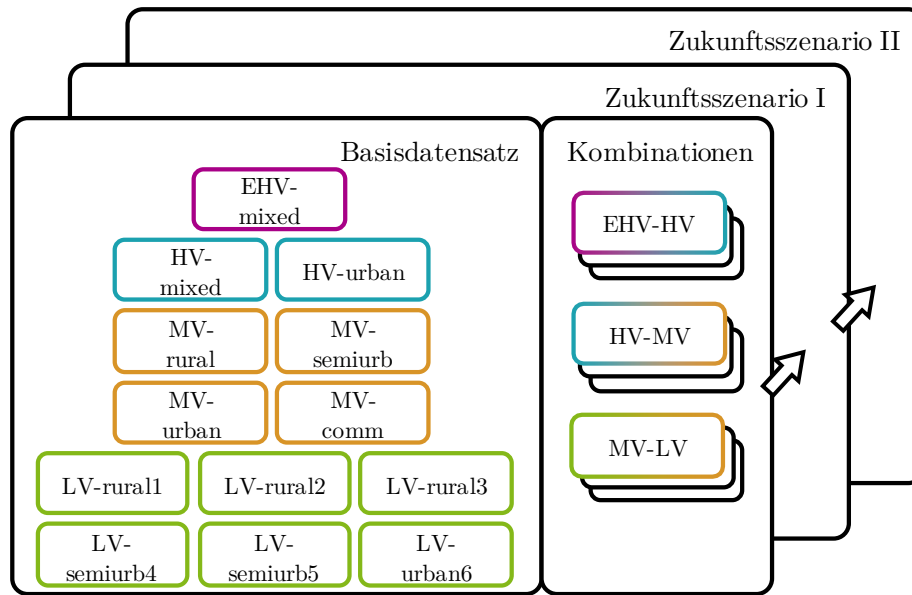 Zukunftsszenario II
Zukunftsszenario I
Basisdatensatz
EHV-
mixed
HV-
mixed
HV-urban
MV-
rural
MV-
semiurb
MV-
urban
MV-
comm
LV-rural1
LV-rural2
LV-rural3
LV-
semiurb4
LV-
semiurb5
LV-
urban6
Kombinationen
EHV-HV
HV-MV
MV-LV